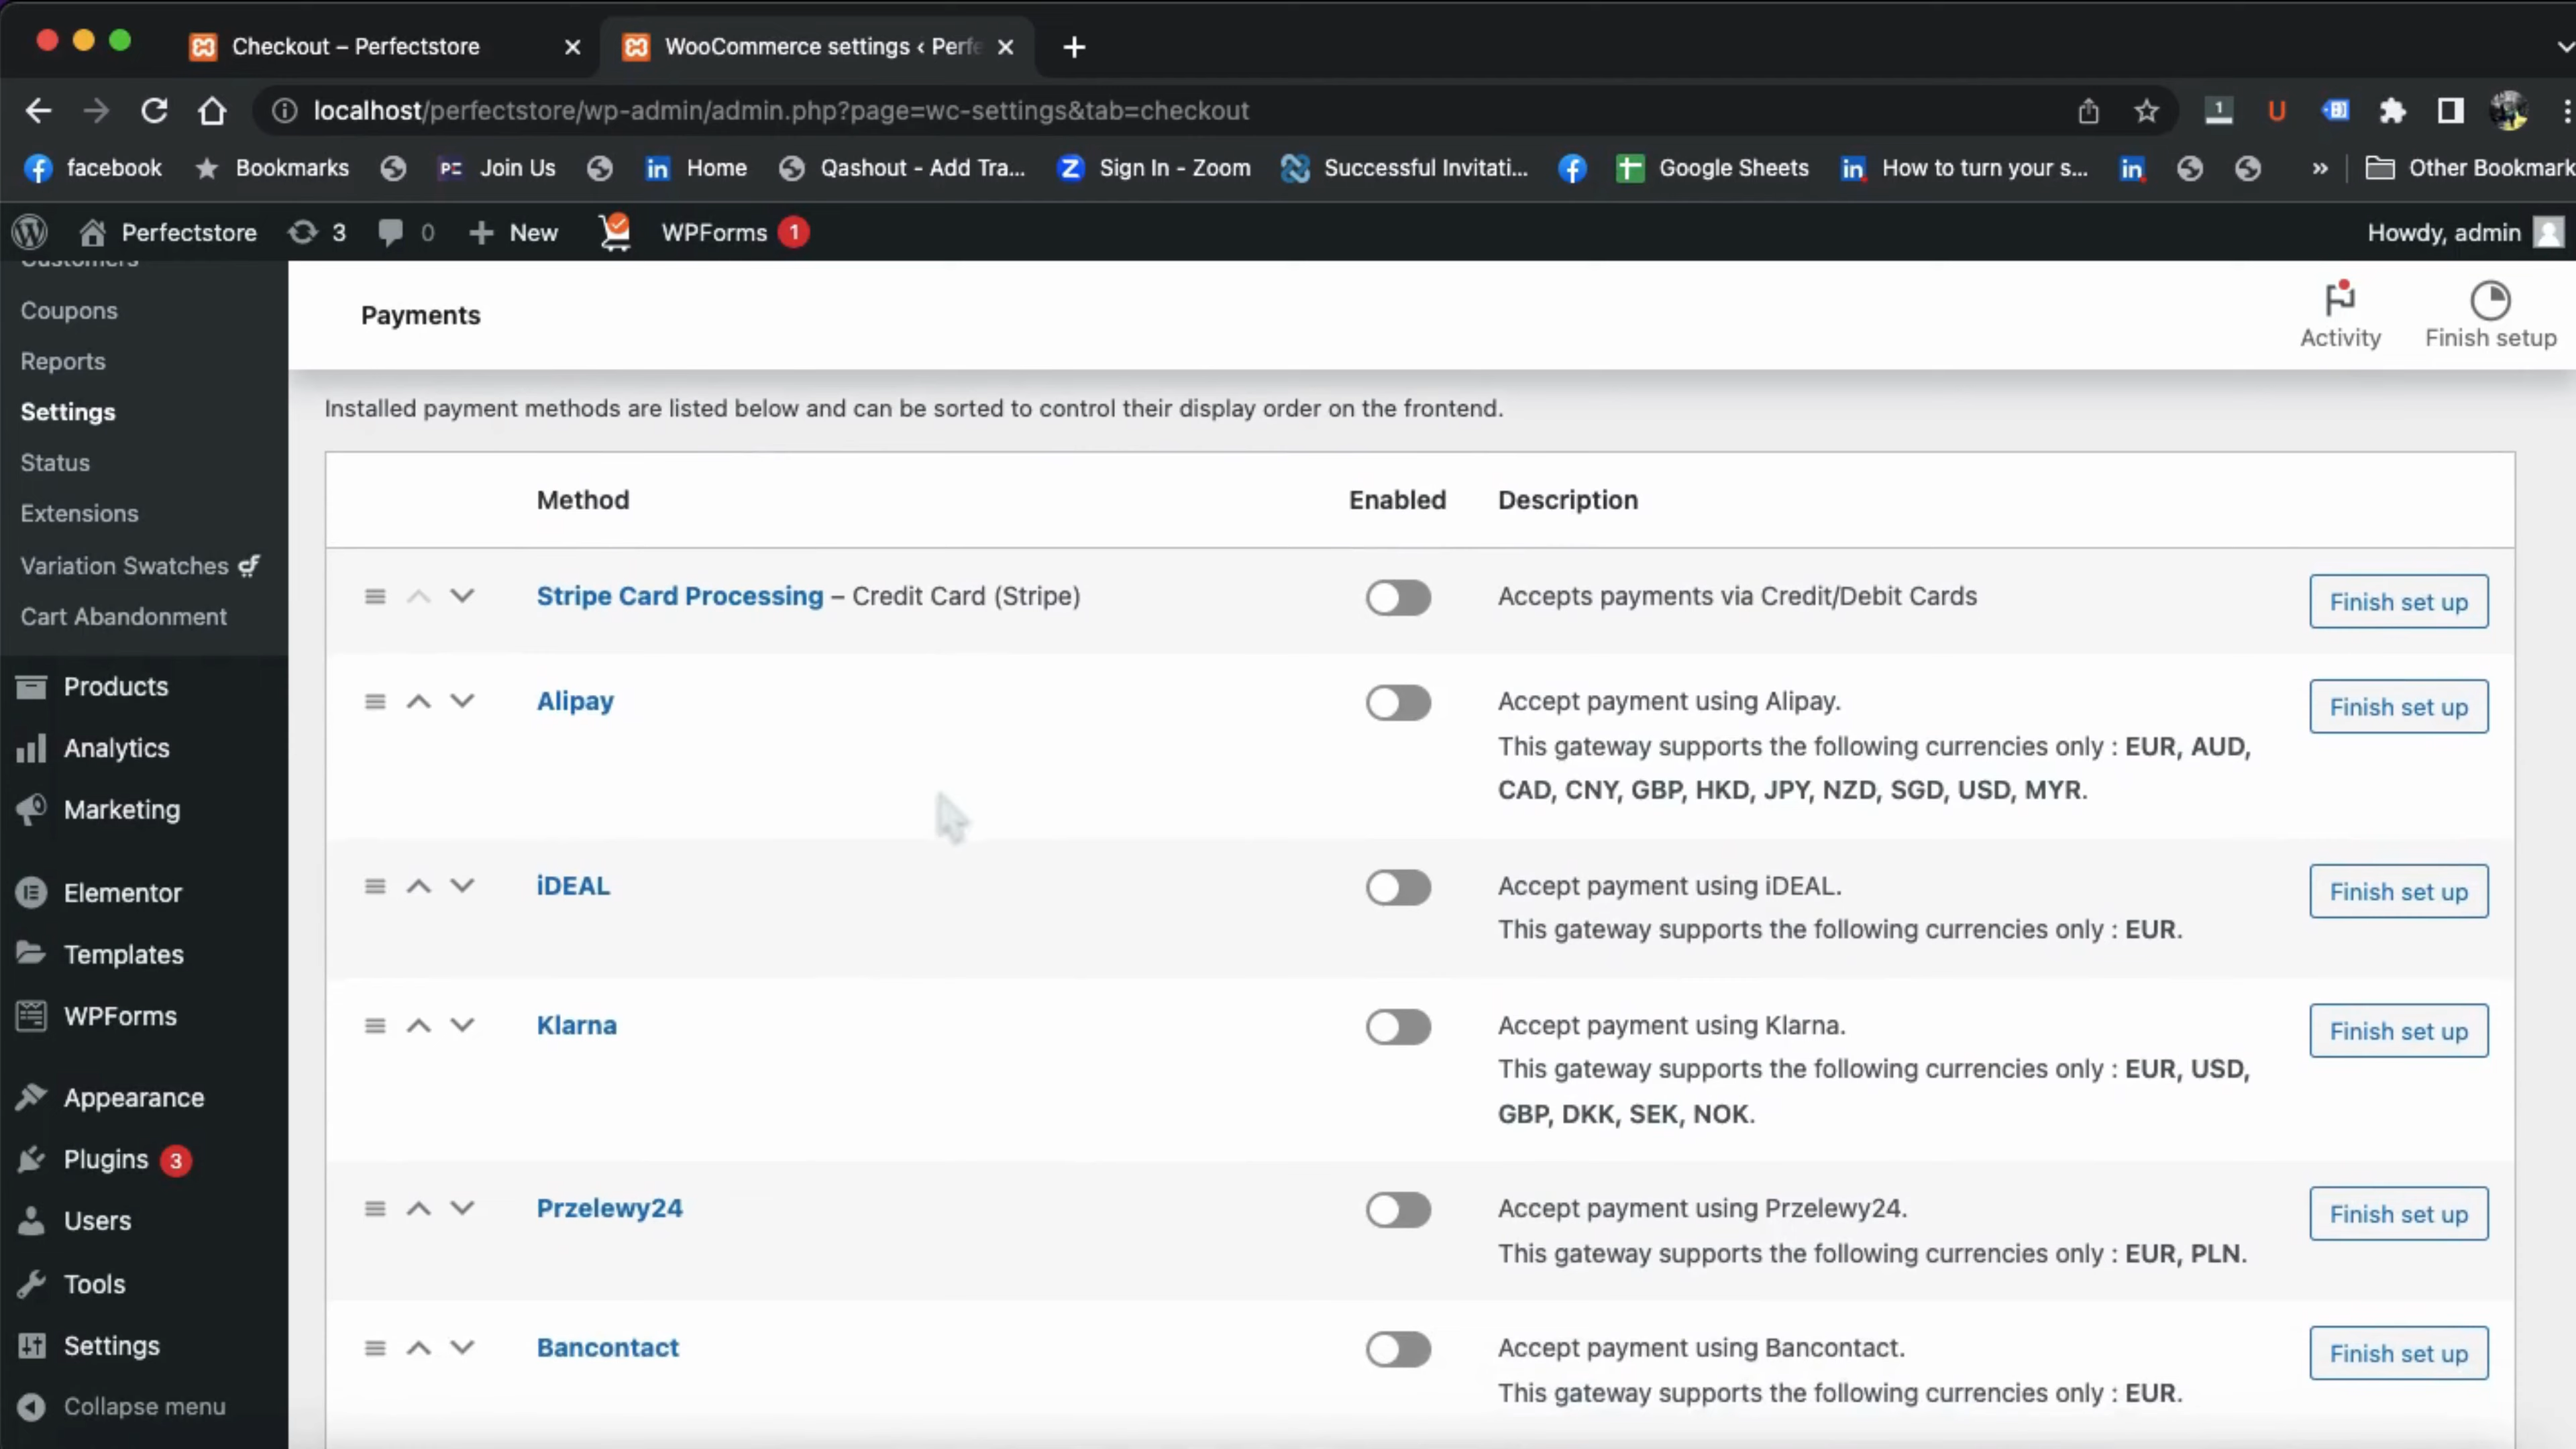 Checkout – Perfectstore
WooCommerce settings ‹ Perfe
localhost/perfectstore/wp-admin/admin.php?page=wc-settings&tab=checkout
1
U
facebook
Bookmarks
PE Join Us
in Home
Qashout - Add Tra...
Z Sign In - Zoom
Successful Invitati...
Google Sheets
in How to turn your s...
in
» Other Bookmark
Perfectstore
3
0
+ New
WPForms 1
Howdy, admin
Customers
Coupons
Reports
Settings
Status
Extensions
Variation Swatches
Cart Abandonment
Products
Analytics
Marketing
Elementor
Templates
WPForms
Appearance
Plugins 3
Users
Tools
Settings
Collapse menu
Payments
Activity
Finish setup
Installed payment methods are listed below and can be sorted to control their display order on the frontend.
Method Enabled Description
Stripe Card Processing – Credit Card (Stripe)
Accepts payments via Credit/Debit Cards
Finish set up
Alipay
Accept payment using Alipay.
This gateway supports the following currencies only : EUR, AUD,
CAD, CNY, GBP, HKD, JPY, NZD, SGD, USD, MYR.
Finish set up
iDEAL
Accept payment using iDEAL.
This gateway supports the following currencies only : EUR.
Finish set up
Klarna
Accept payment using Klarna.
This gateway supports the following currencies only : EUR, USD,
GBP, DKK, SEK, NOK.
Finish set up
Przelewy24
Accept payment using Przelewy24.
This gateway supports the following currencies only : EUR, PLN.
Finish set up
Bancontact
Accept payment using Bancontact.
This gateway supports the following currencies only : EUR.
Finish set up